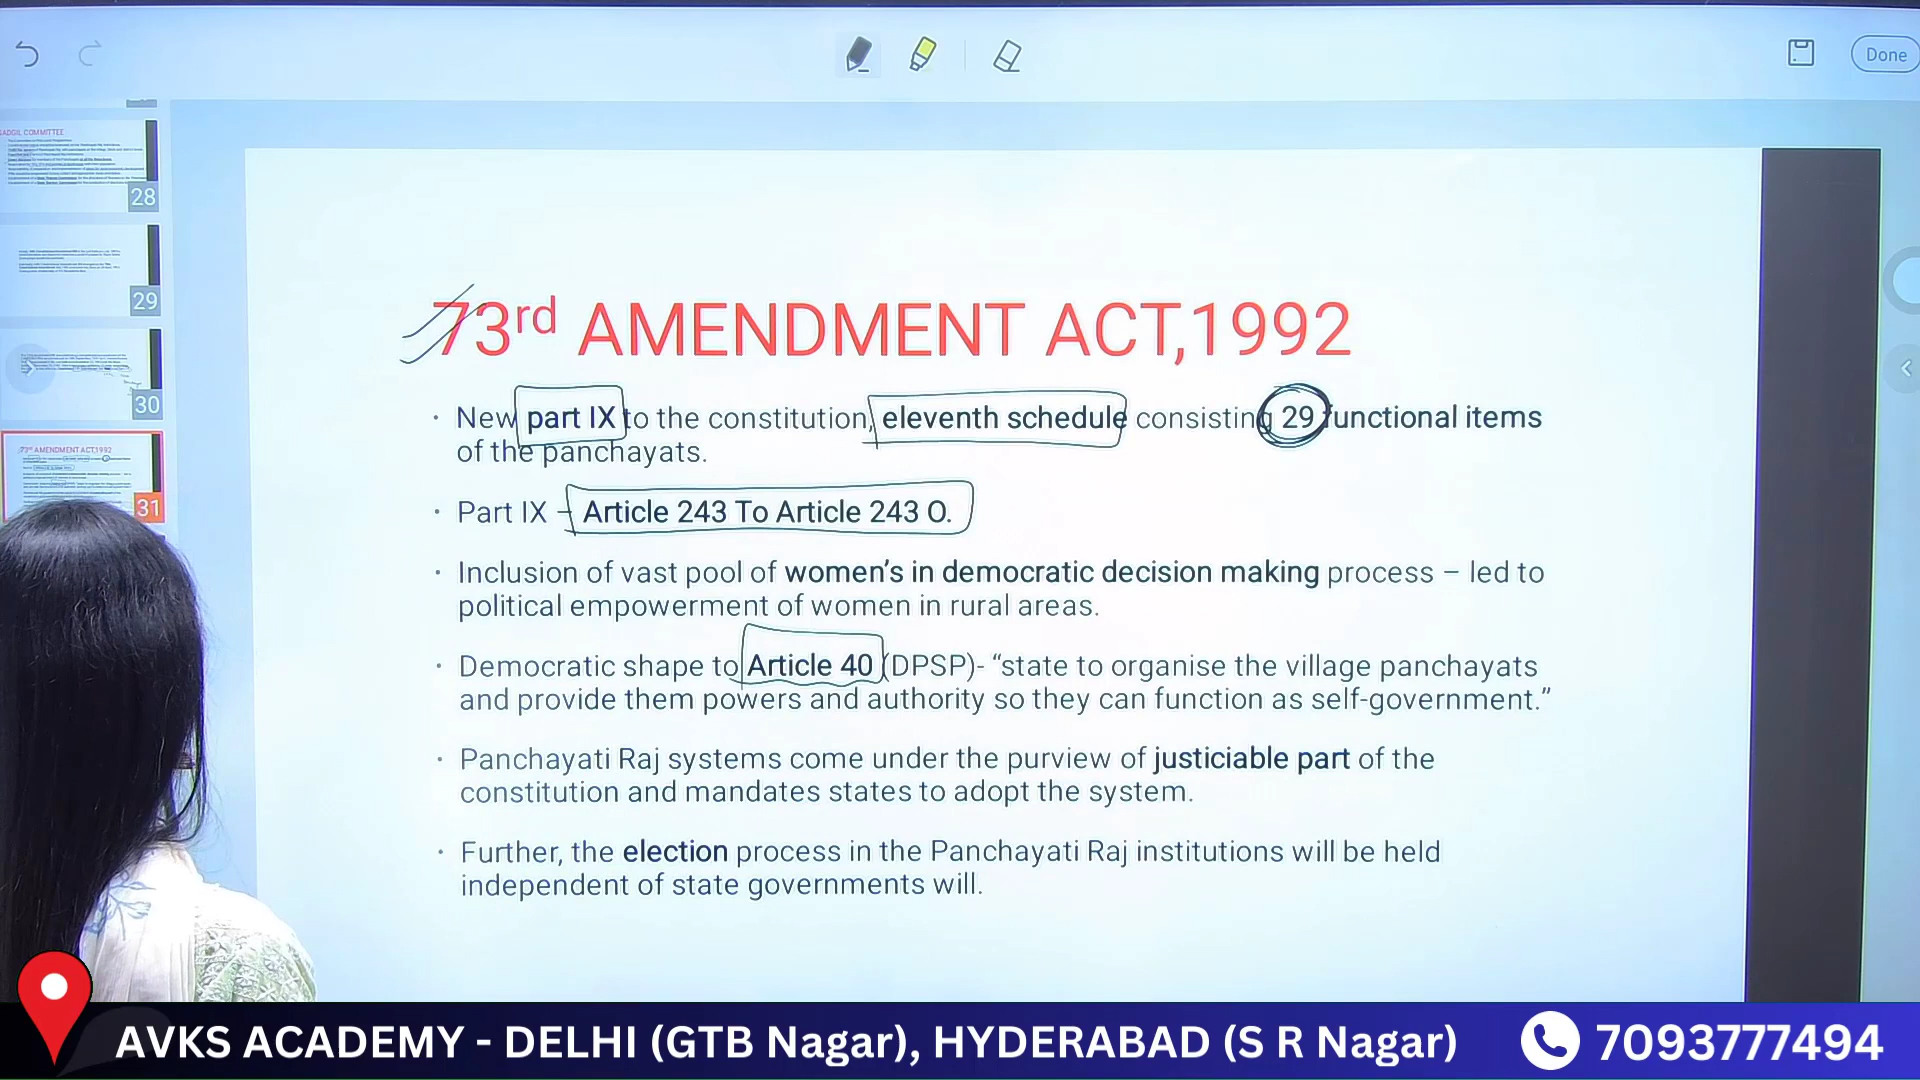 Done
GADGIL COMMITTEE
28
29
30
73rd AMENDMENT ACT,1992
31
73rd AMENDMENT ACT,1992
· New part IX to the constitution, eleventh schedule consisting 29 functional items
of the panchayats.
· Part IX – Article 243 To Article 243 O.
· Inclusion of vast pool of women’s in democratic decision making process – led to
political empowerment of women in rural areas.
· Democratic shape to Article 40 (DPSP)- “state to organise the village panchayats
and provide them powers and authority so they can function as self-government.”
· Panchayati Raj systems come under the purview of justiciable part of the
constitution and mandates states to adopt the system.
· Further, the election process in the Panchayati Raj institutions will be held
independent of state governments will.
AVKS ACADEMY - DELHI (GTB Nagar), HYDERABAD (S R Nagar)
7093777494